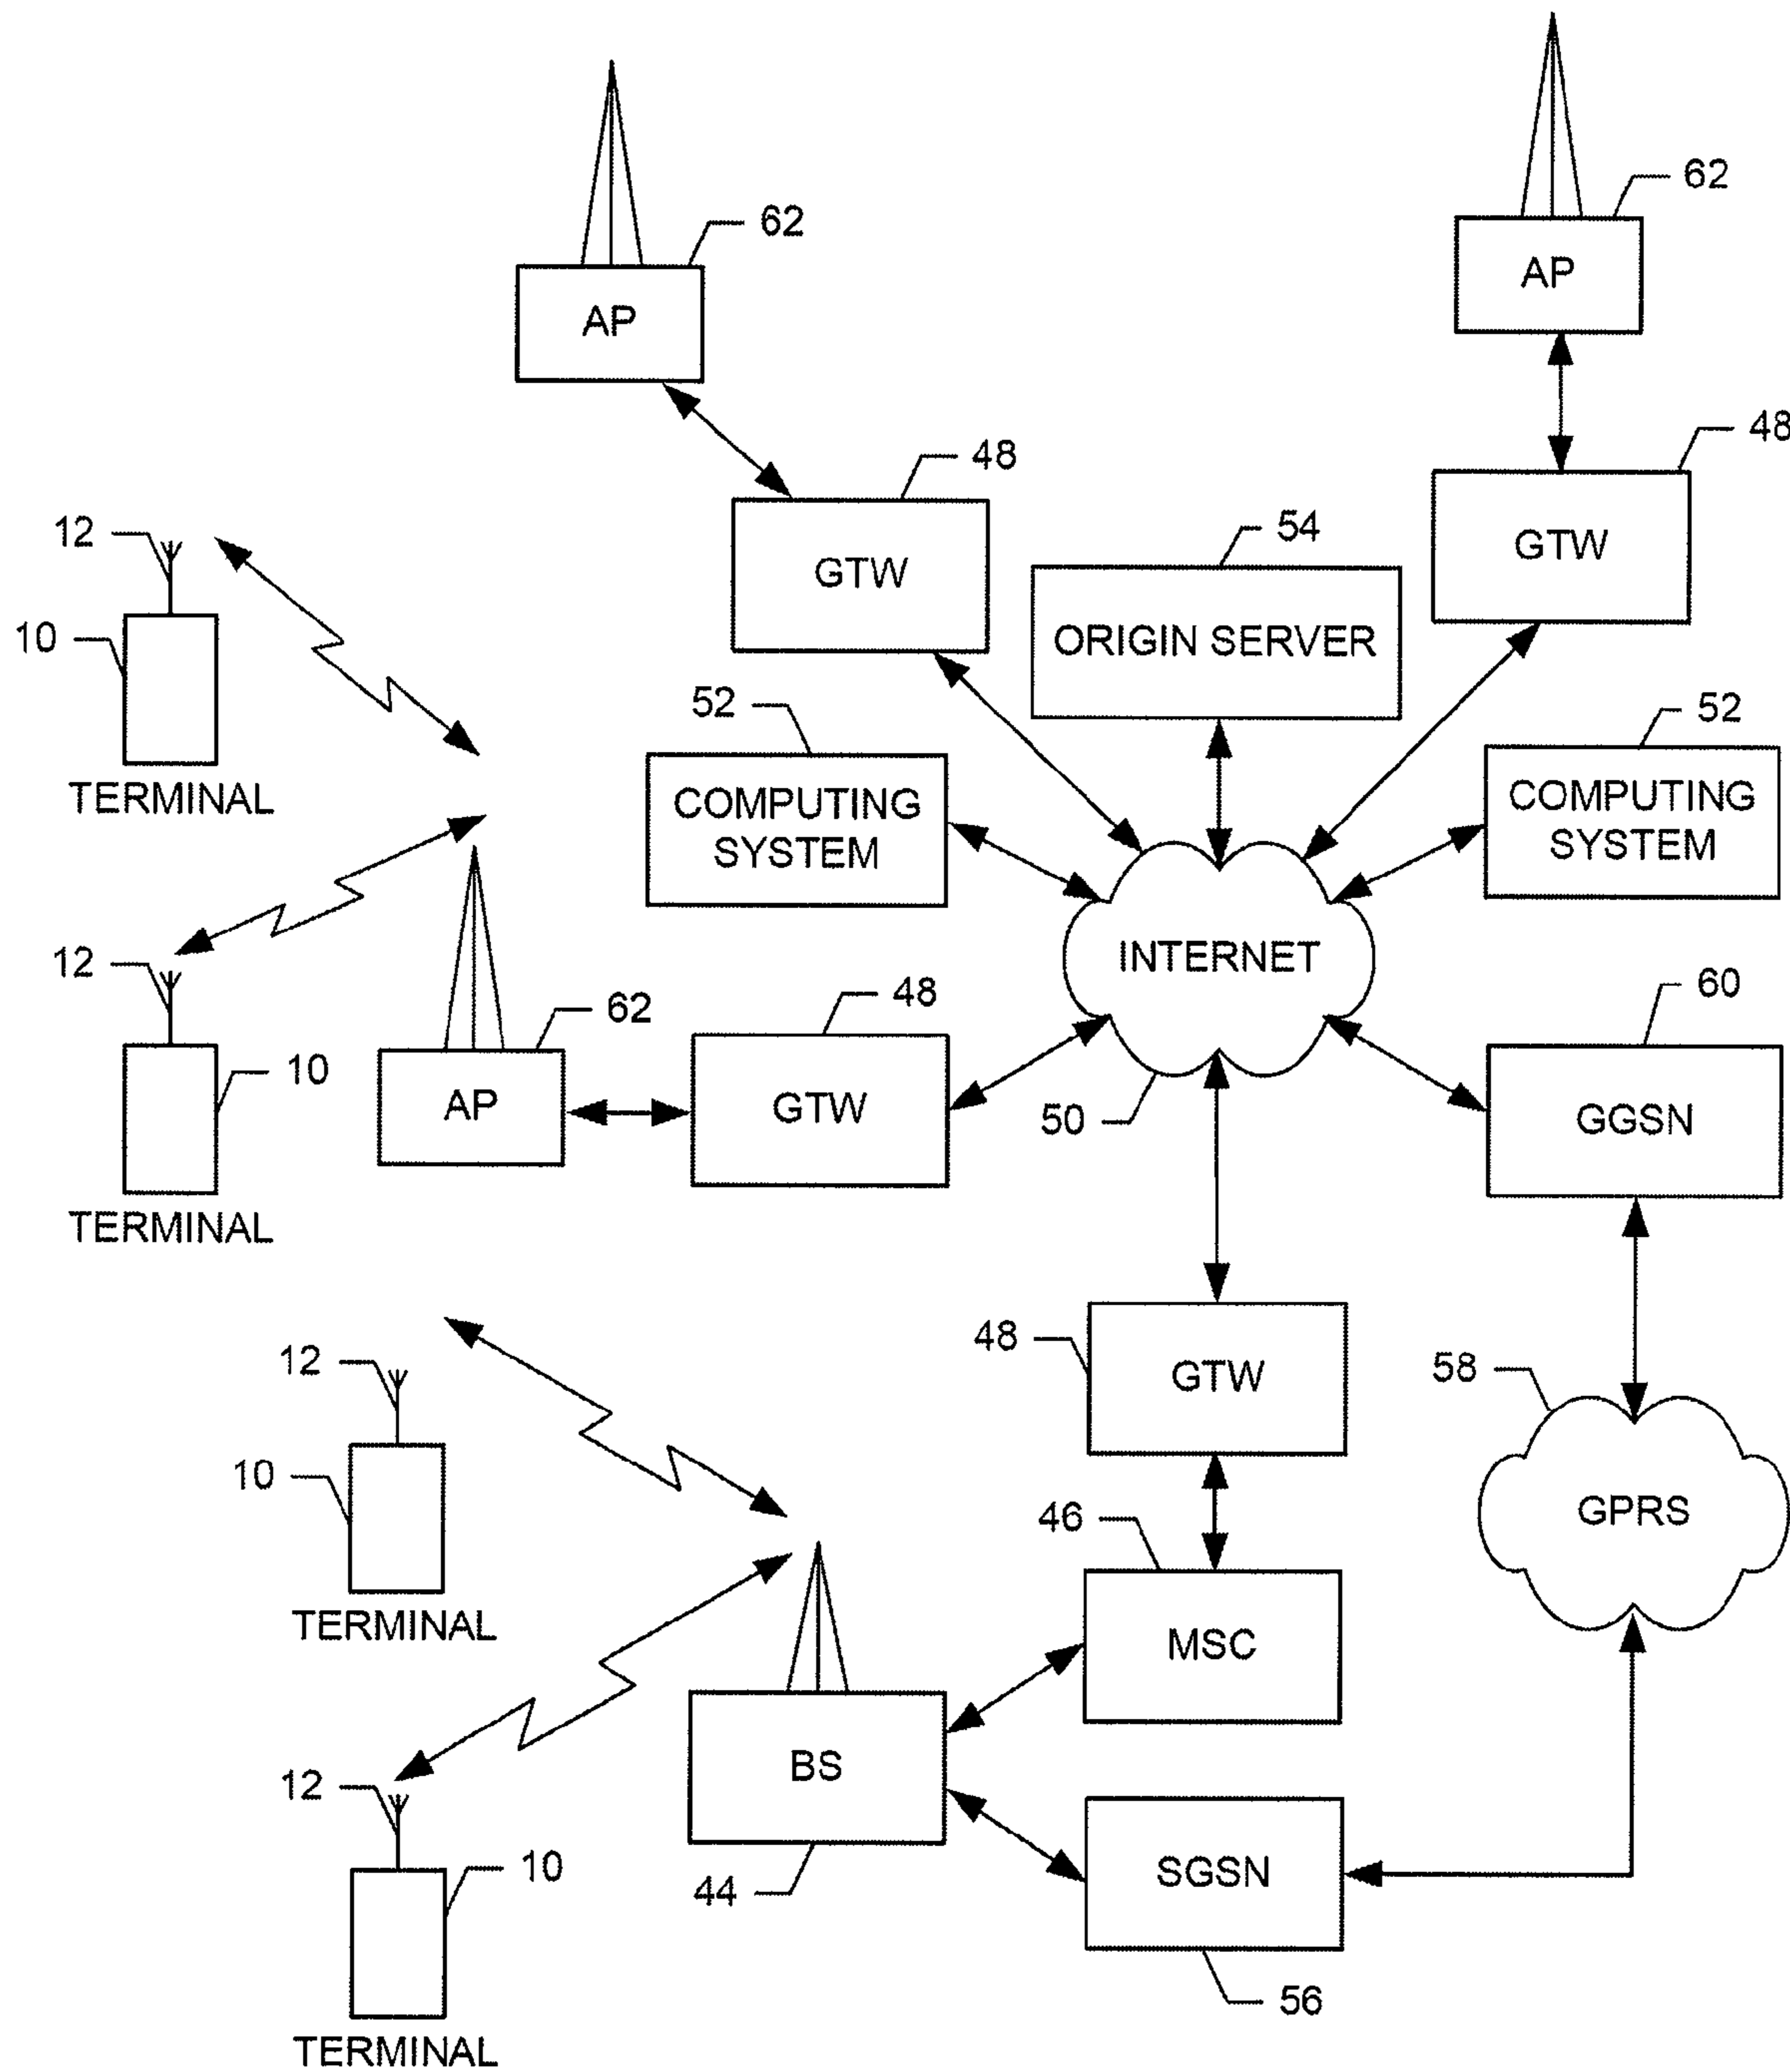 62
AP
62
AP
48
GTW
48
GTW
54
ORIGIN SERVER
12
10
TERMINAL
52
COMPUTING
SYSTEM
52
COMPUTING
SYSTEM
INTERNET
50
12
10
TERMINAL
62
AP
48
GTW
60
GGSN
48
GTW
58
GPRS
12
10
TERMINAL
46
MSC
BS
44
SGSN
56
12
10
TERMINAL